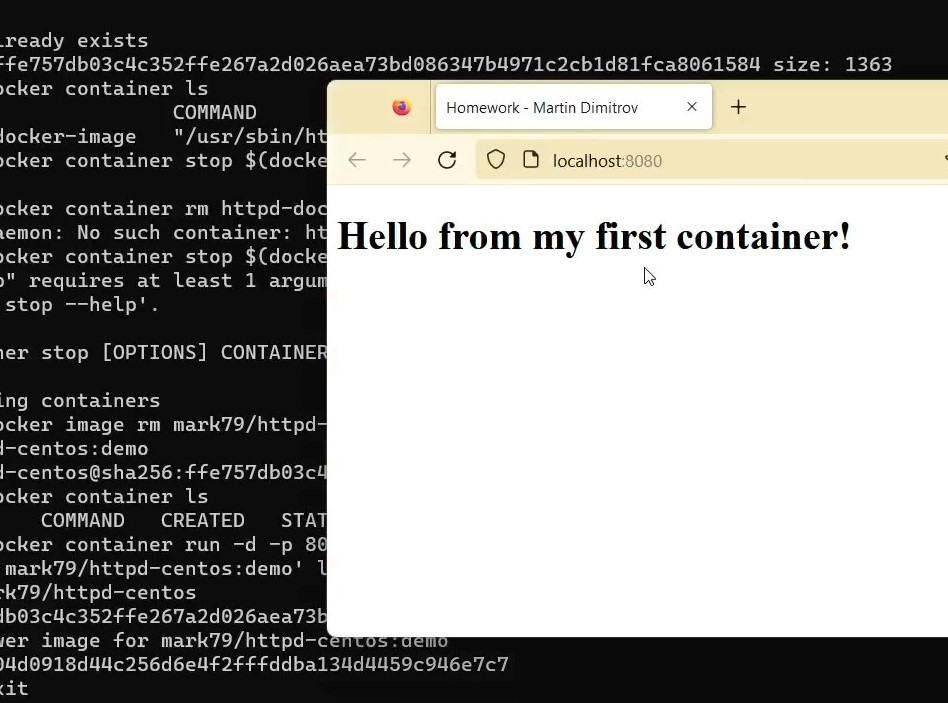 lready exists
ffe757db03c4c352ffe267a2d026aea73bd086347b4971c2cb1d81fca8061584 size: 1363
ocker container ls
COMMAND
docker-image "/usr/sbin/ht
ocker container stop $(docke
ocker container rm httpd-doc
aemon: No such container: ht
ocker container stop $(docke
p" requires at least 1 argum
stop --help'.
ner stop [OPTIONS] CONTAINER
ing containers
ocker image rm mark79/httpd-
d-centos:demo
d-centos@sha256:ffe757db03c4
ocker container ls
COMMAND CREATED STAT
ocker container run -d -p 80
mark79/httpd-centos:demo' l
rk79/httpd-centos
db03c4c352ffe267a2d026aea73b
wer image for mark79/httpd-centos:demo
04d0918d44c256d6e4f2fffddba134d4459c946e7c7
xit
Homework - Martin Dimitrov
localhost:8080
Hello from my first container!